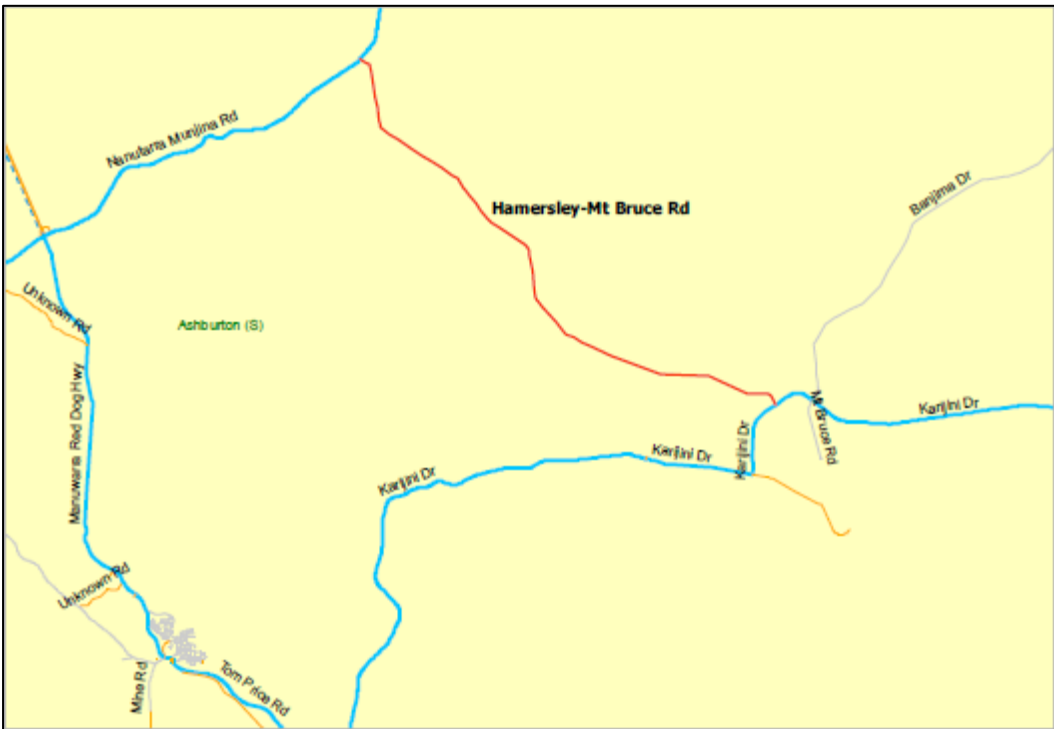 Nanutarra Munjina Rd
Hamersley-Mt Bruce Rd
Banjima Dr
Unknown Rd
Ashburton (S)
Manuwarra Red Dog Hwy
Mt Bruce Rd
Karijini Dr
Karijini Dr
Karijini Dr
Karijini Dr
Unknown Rd
Mine Rd
Tom Price Rd